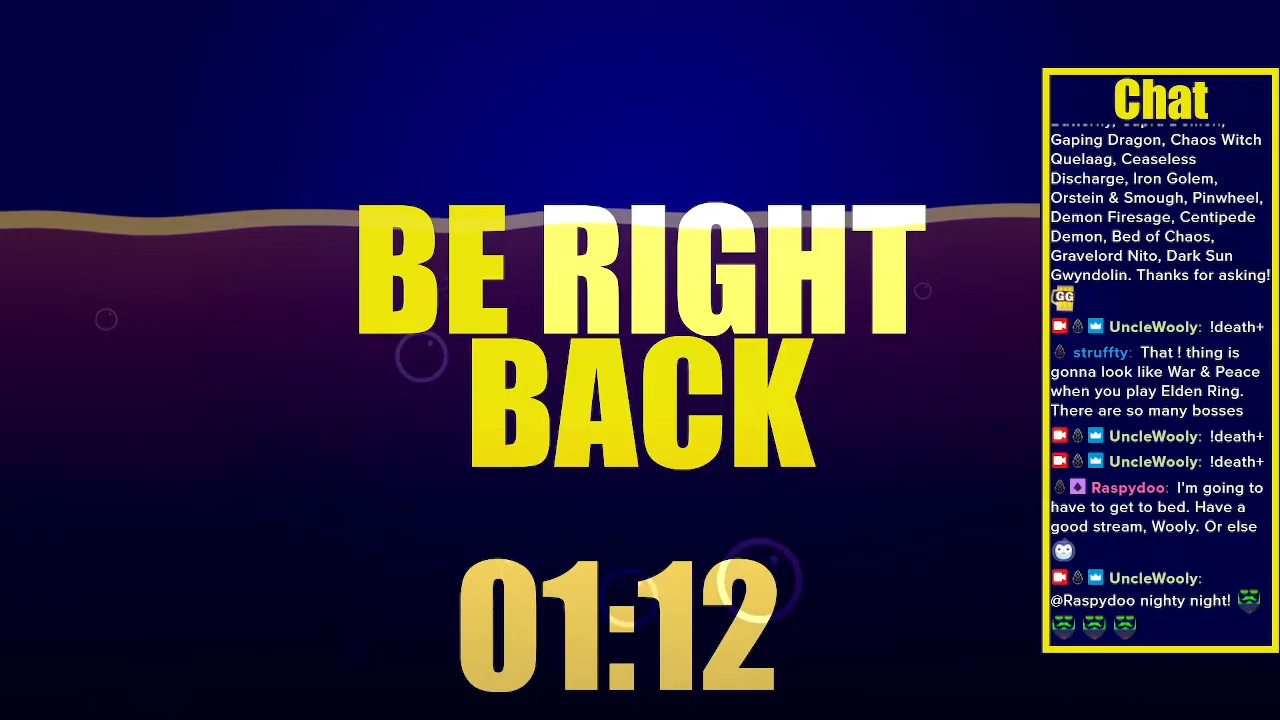 BE RIGHT
BACK
01:12
Chat
Gaping Dragon, Chaos Witch
Quelaag, Ceaseless
Discharge, Iron Golem,
Orstein & Smough, Pinwheel,
Demon Firesage, Centipede
Demon, Bed of Chaos,
Gravelord Nito, Dark Sun
Gwyndolin. Thanks for asking!
GG
UncleWooly: !death+
struffty: That ! thing is
gonna look like War & Peace
when you play Elden Ring.
There are so many bosses
UncleWooly: !death+
UncleWooly: !death+
Raspydoo: I'm going to
have to get to bed. Have a
good stream, Wooly. Or else
UncleWooly:
@Raspydoo nighty night!